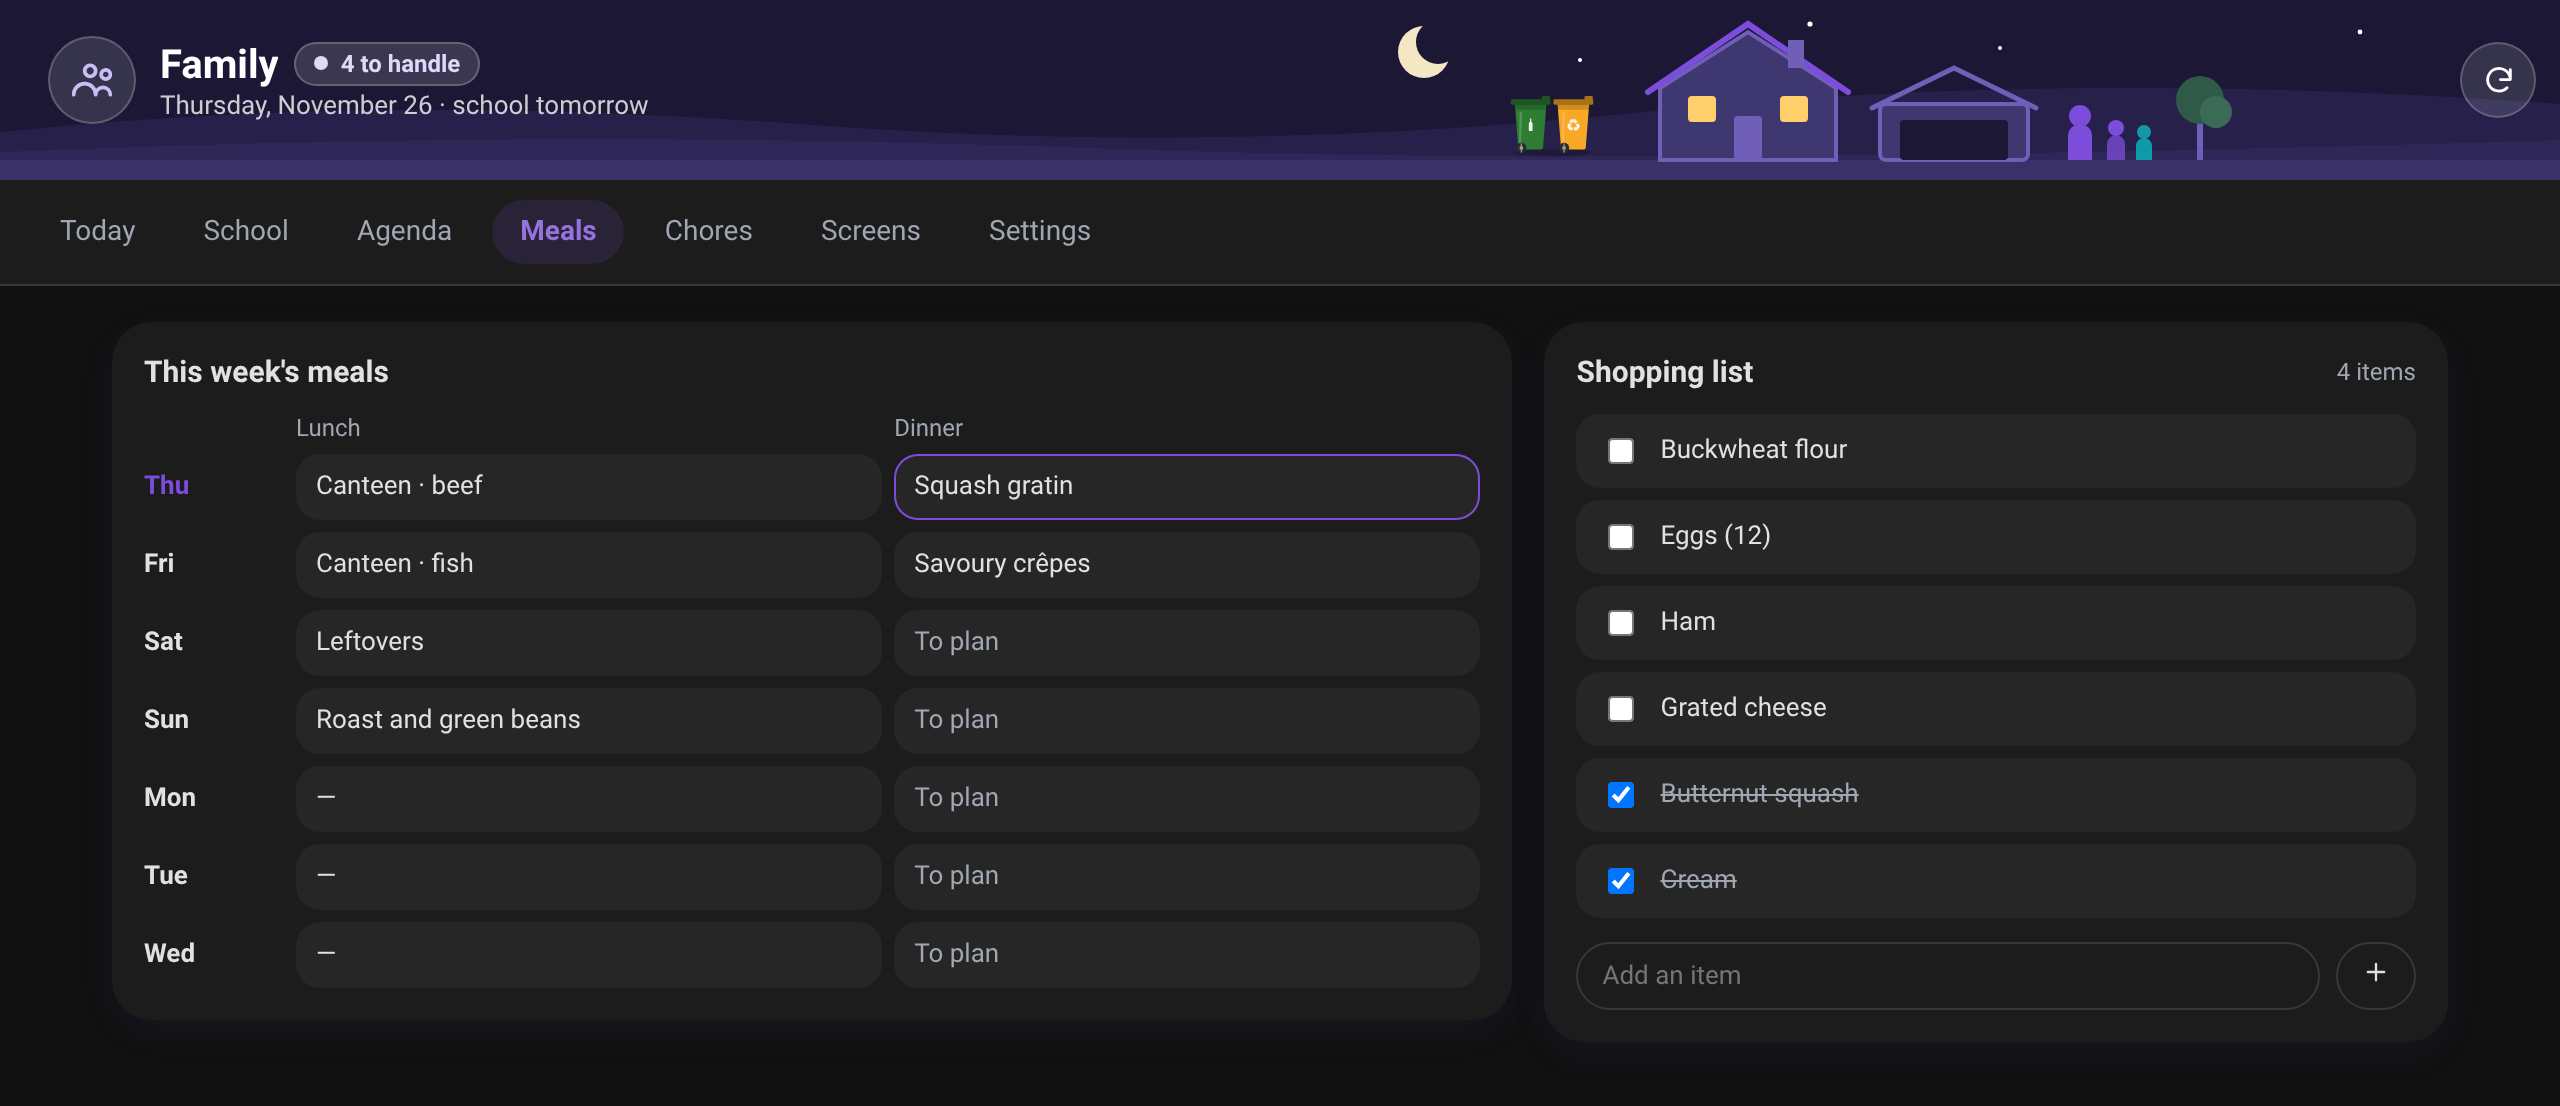 Family
4 to handle
Thursday, November 26 · school tomorrow
Today School Agenda Meals Chores Screens Settings
This week's meals
Lunch Dinner
Thu Canteen · beef Squash gratin
Fri Canteen · fish Savoury crêpes
Sat Leftovers To plan
Sun Roast and green beans To plan
Mon — To plan
Tue — To plan
Wed — To plan
Shopping list 4 items
Buckwheat flour
Eggs (12)
Ham
Grated cheese
Butternut squash
Cream
Add an item +